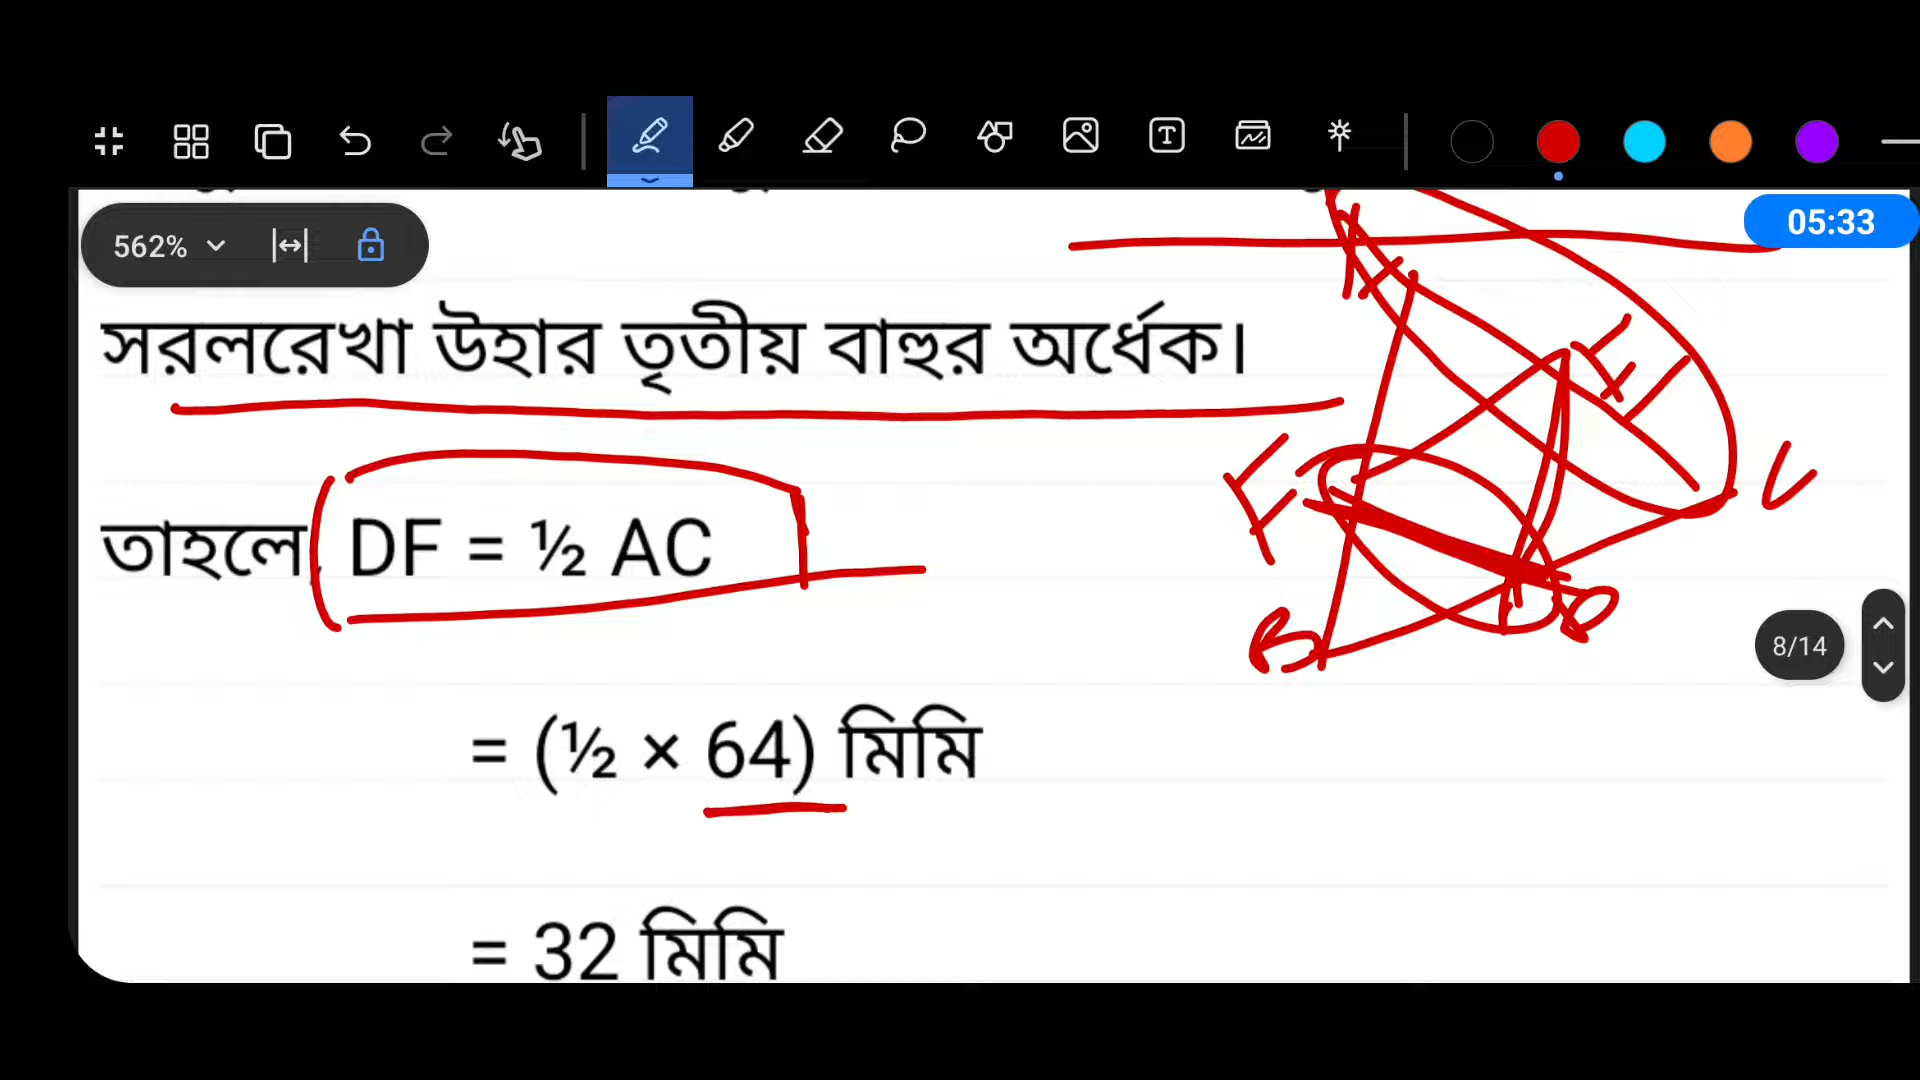 562%
05:33
সরলরেখা উহার তৃতীয় বাহুর অর্ধেক।
তাহলে, DF = ½ AC
= (½ × 64) মিমি
= 32 মিমি
E
F
C
B
D
8/14